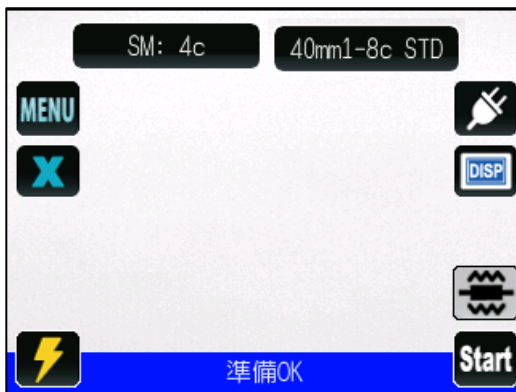 SM: 4c
40mm1-8c STD
MENU
X
DISP
準備OK
Start